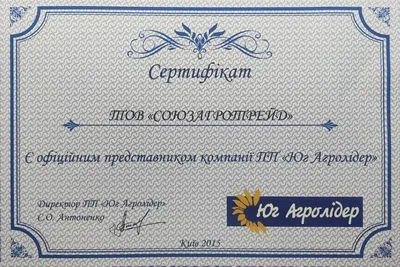 Сертифікат
ТОВ «СОЮЗАГРОТРЕЙД»
Є офіційним представником компанії ПП «Юг Агролідер»
Директор ПП «Юг Агролідер»
Є.О. Антоненко
Юг Агролідер
Київ 2015